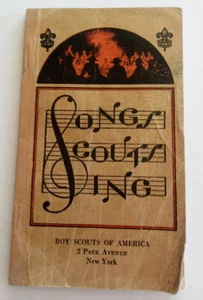 SONGS
SCOUTS
SING
BOY SCOUTS OF AMERICA
2 PARK AVENUE
New York